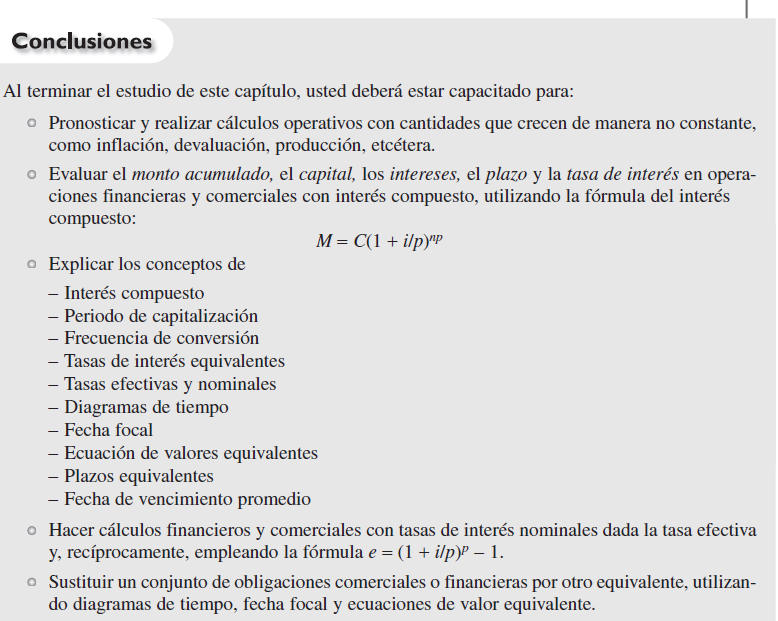 Conclusiones
Al terminar el estudio de este capítulo, usted deberá estar capacitado para:
Pronosticar y realizar cálculos operativos con cantidades que crecen de manera no constante,
como inflación, devaluación, producción, etcétera.
Evaluar el monto acumulado, el capital, los intereses, el plazo y la tasa de interés en opera-
ciones financieras y comerciales con interés compuesto, utilizando la fórmula del interés
compuesto:
M = C(1 + i/p)ⁿᵖ
Explicar los conceptos de
– Interés compuesto
– Periodo de capitalización
– Frecuencia de conversión
– Tasas de interés equivalentes
– Tasas efectivas y nominales
– Diagramas de tiempo
– Fecha focal
– Ecuación de valores equivalentes
– Plazos equivalentes
– Fecha de vencimiento promedio
Hacer cálculos financieros y comerciales con tasas de interés nominales dada la tasa efectiva
y, recíprocamente, empleando la fórmula e = (1 + i/p)ᵖ – 1.
Sustituir un conjunto de obligaciones comerciales o financieras por otro equivalente, utilizan-
do diagramas de tiempo, fecha focal y ecuaciones de valor equivalente.